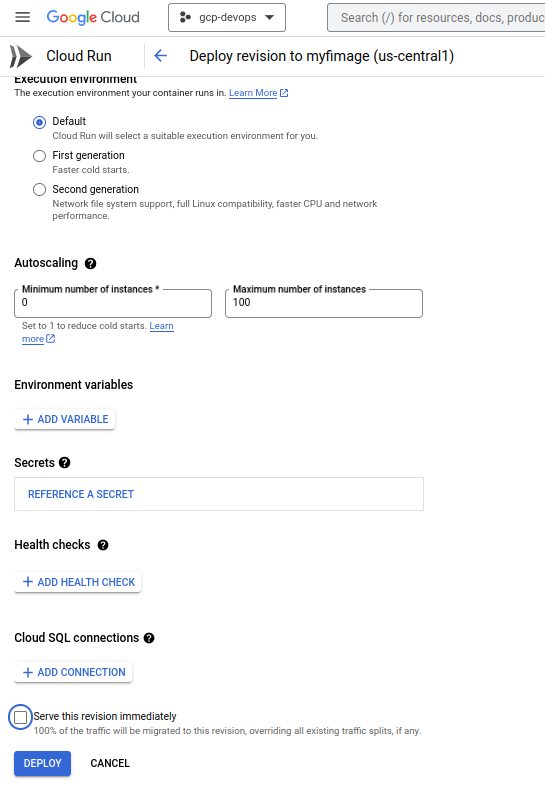 Google Cloud
gcp-devops
Search (/) for resources, docs, produc
Cloud Run
Deploy revision to myfimage (us-central1)
Execution environment
The execution environment your container runs in. Learn More
Default
Cloud Run will select a suitable execution environment for you.
First generation
Faster cold starts.
Second generation
Network file system support, full Linux compatibility, faster CPU and network
performance.
Autoscaling
Minimum number of instances *
0
Maximum number of instances
100
Set to 1 to reduce cold starts. Learn
more
Environment variables
+ ADD VARIABLE
Secrets
REFERENCE A SECRET
Health checks
+ ADD HEALTH CHECK
Cloud SQL connections
+ ADD CONNECTION
Serve this revision immediately
100% of the traffic will be migrated to this revision, overriding all existing traffic splits, if any.
DEPLOY
CANCEL